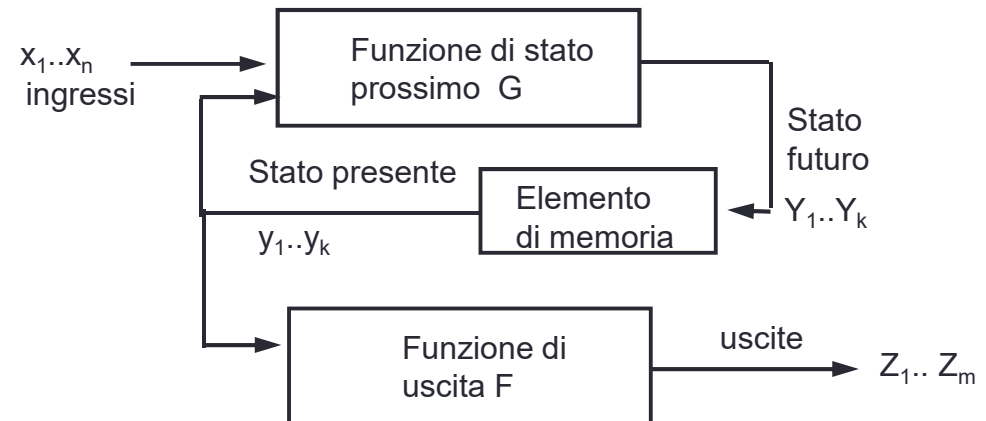 Funzione di stato
prossimo G
x₁..xₙ
ingressi
Stato
futuro
Y₁..Yₖ
Stato presente
y₁..yₖ
Elemento
di memoria
Funzione di
uscita F
uscite
Z₁.. Zₘ